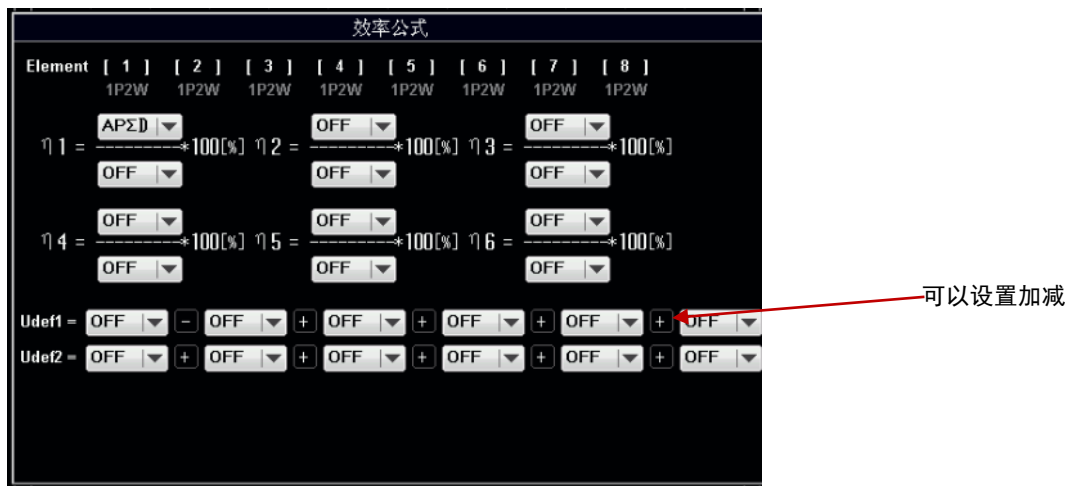 效率公式
Element [ 1 ] [ 2 ] [ 3 ] [ 4 ] [ 5 ] [ 6 ] [ 7 ] [ 8 ]
1P2W 1P2W 1P2W 1P2W 1P2W 1P2W 1P2W 1P2W
APΣD OFF OFF
η1 = ---------*100[%] η2 = ---------*100[%] η3 = ---------*100[%]
OFF OFF OFF
OFF OFF OFF
η4 = ---------*100[%] η5 = ---------*100[%] η6 = ---------*100[%]
OFF OFF OFF
可以设置加减
Udef1 = OFF - OFF + OFF + OFF + OFF + OFF
Udef2 = OFF + OFF + OFF + OFF + OFF + OFF